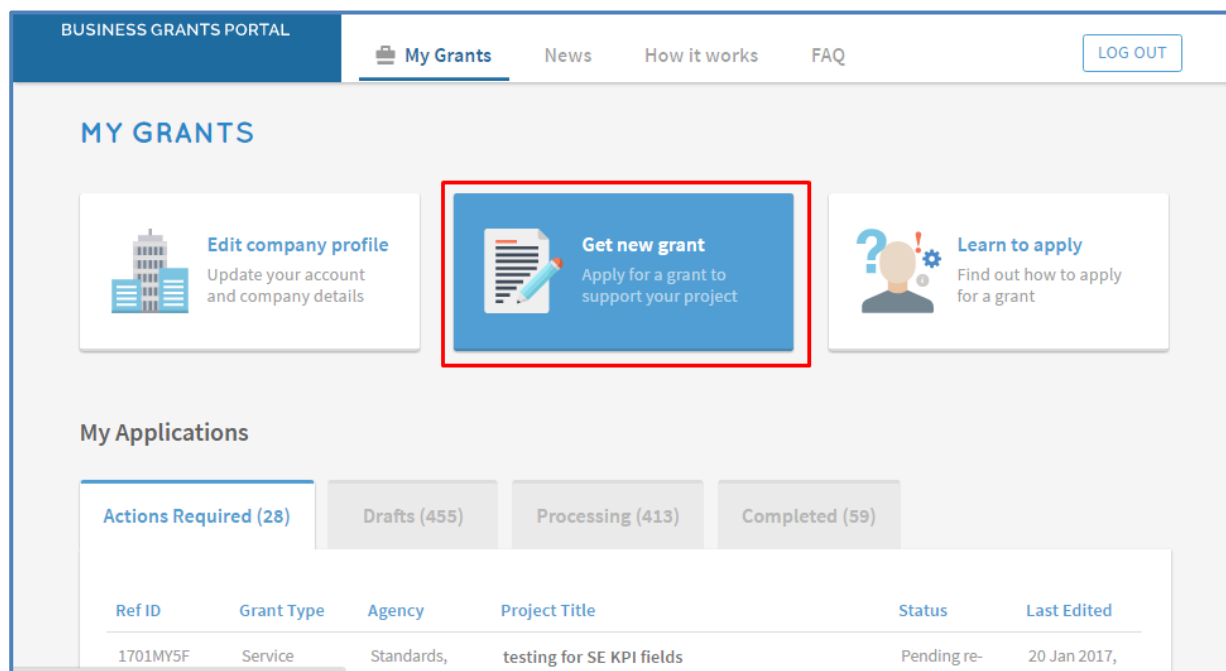 BUSINESS GRANTS PORTAL
My Grants News How it works FAQ LOG OUT
MY GRANTS
Edit company profile
Update your account
and company details
Get new grant
Apply for a grant to
support your project
Learn to apply
Find out how to apply
for a grant
My Applications
Actions Required (28) Drafts (455) Processing (413) Completed (59)
Ref ID Grant Type Agency Project Title Status Last Edited
1701MY5F Service Standards, testing for SE KPI fields Pending re- 20 Jan 2017,